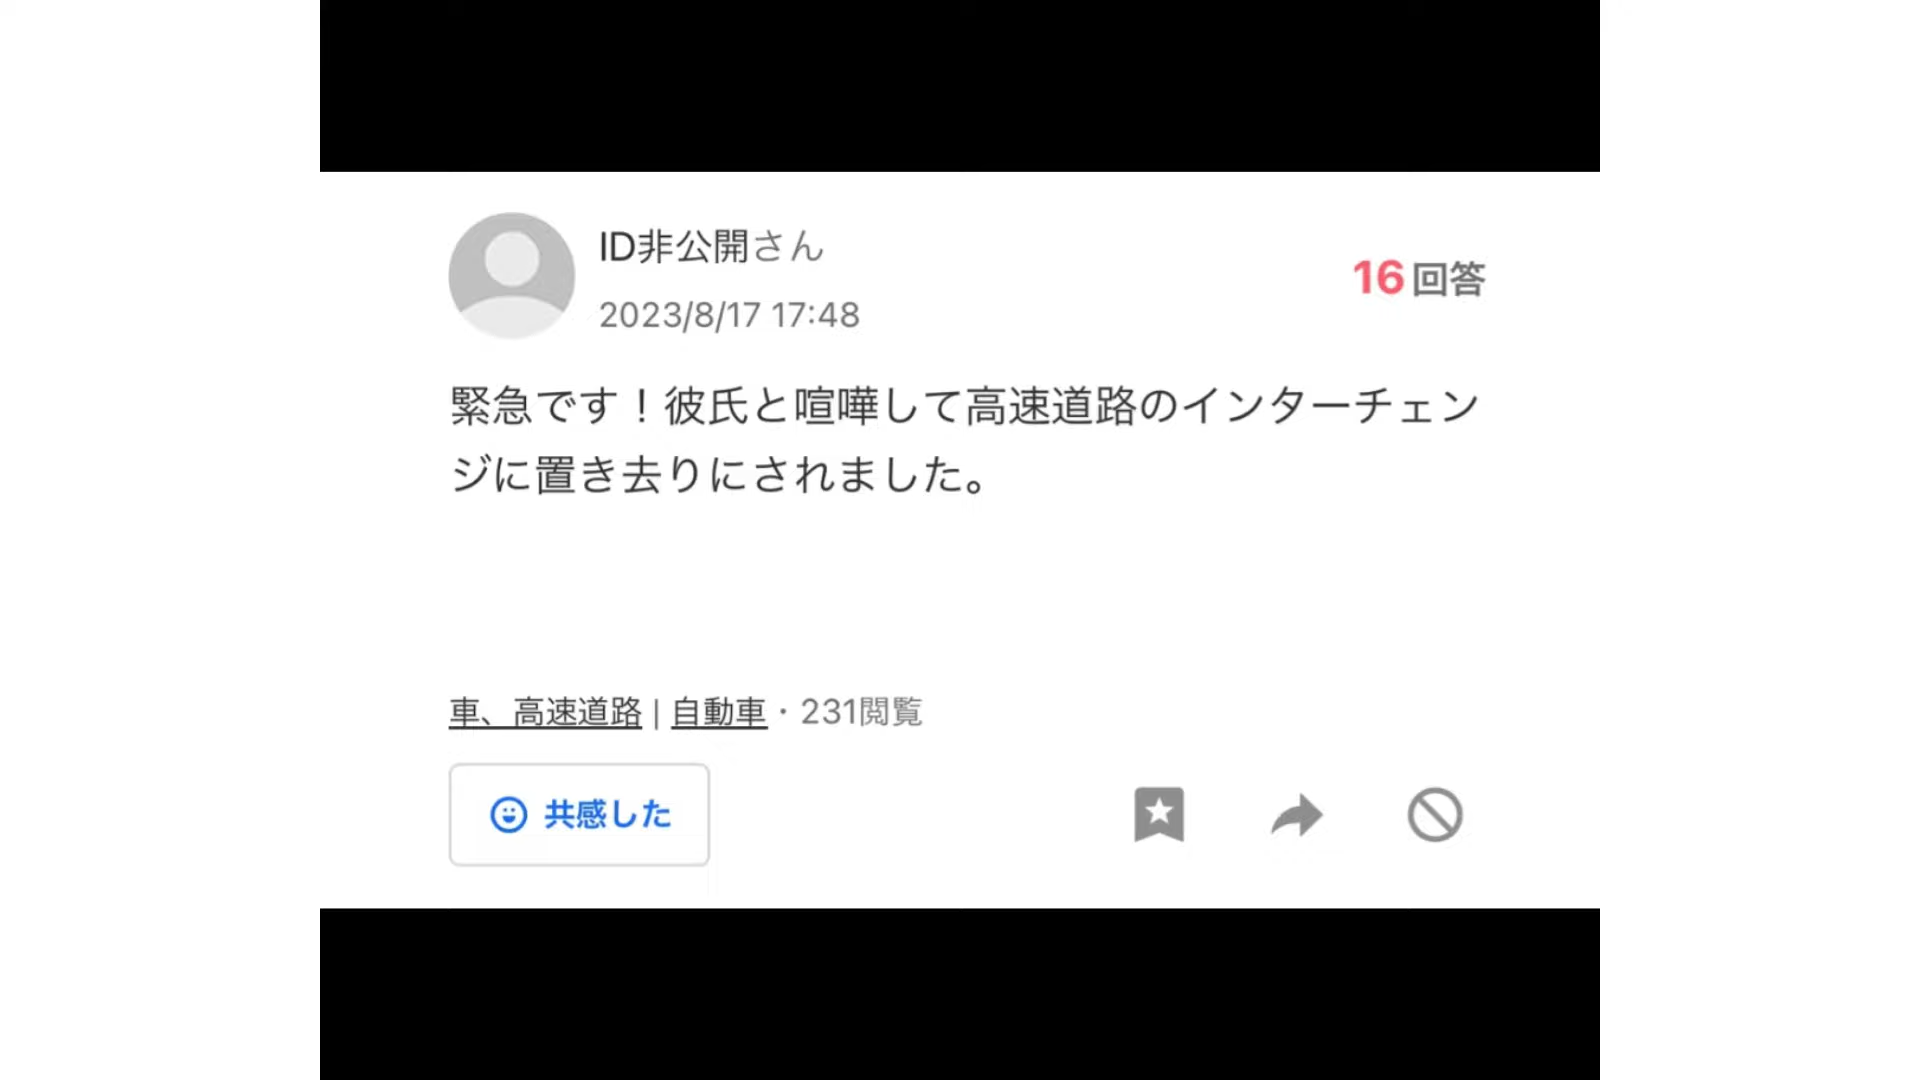 ID非公開さん
2023/8/17 17:48
16回答
緊急です！彼氏と喧嘩して高速道路のインターチェン
ジに置き去りにされました。
車、高速道路 | 自動車・231閲覧
共感した